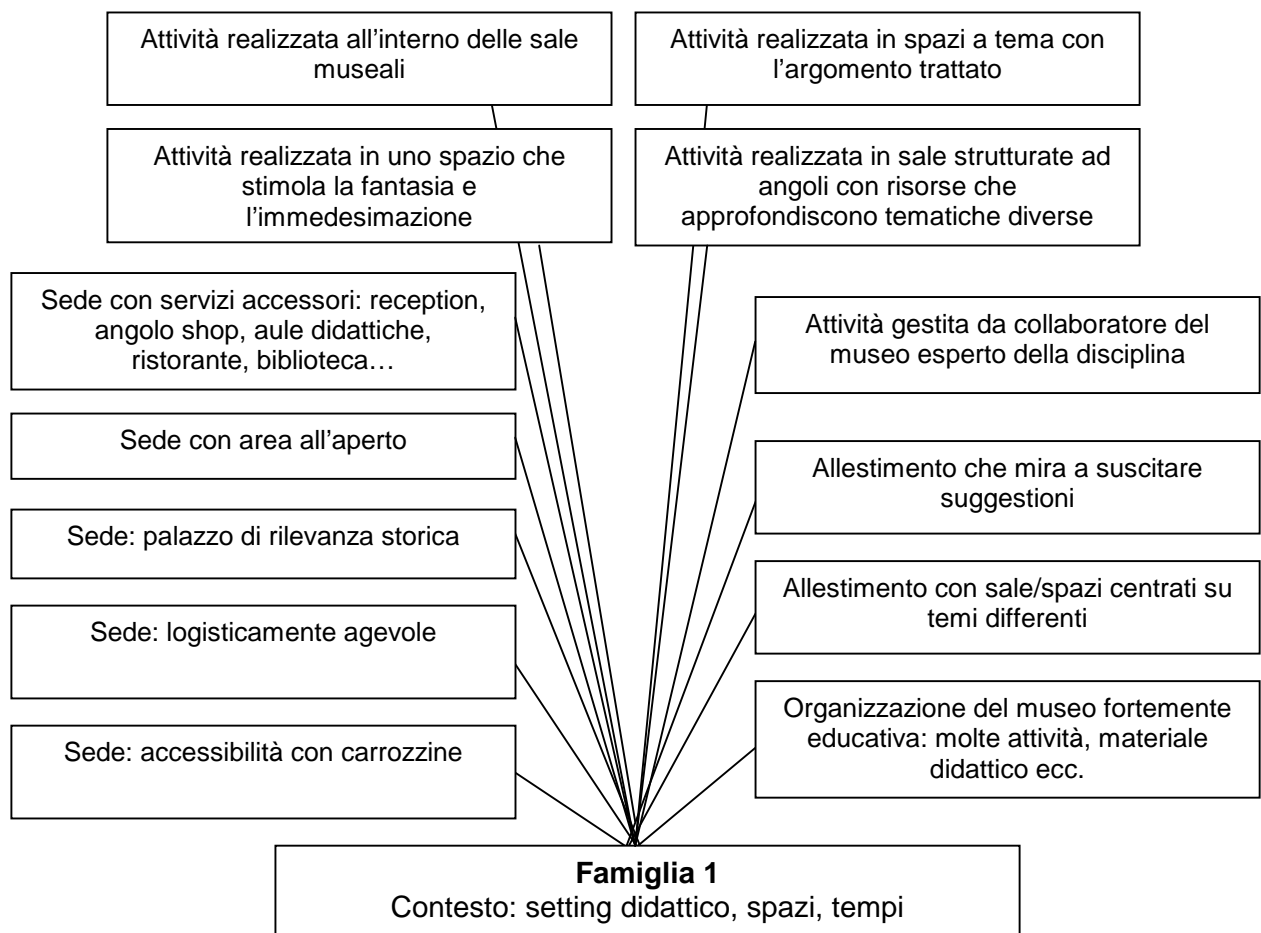 Attività realizzata all’interno delle sale
museali
Attività realizzata in spazi a tema con
l’argomento trattato
Attività realizzata in uno spazio che
stimola la fantasia e
l’immedesimazione
Attività realizzata in sale strutturate ad
angoli con risorse che
approfondiscono tematiche diverse
Sede con servizi accessori: reception,
angolo shop, aule didattiche,
ristorante, biblioteca…
Attività gestita da collaboratore del
museo esperto della disciplina
Sede con area all’aperto
Allestimento che mira a suscitare
suggestioni
Sede: palazzo di rilevanza storica
Allestimento con sale/spazi centrati su
temi differenti
Sede: logisticamente agevole
Organizzazione del museo fortemente
educativa: molte attività, materiale
didattico ecc.
Sede: accessibilità con carrozzine
Famiglia 1
Contesto: setting didattico, spazi, tempi